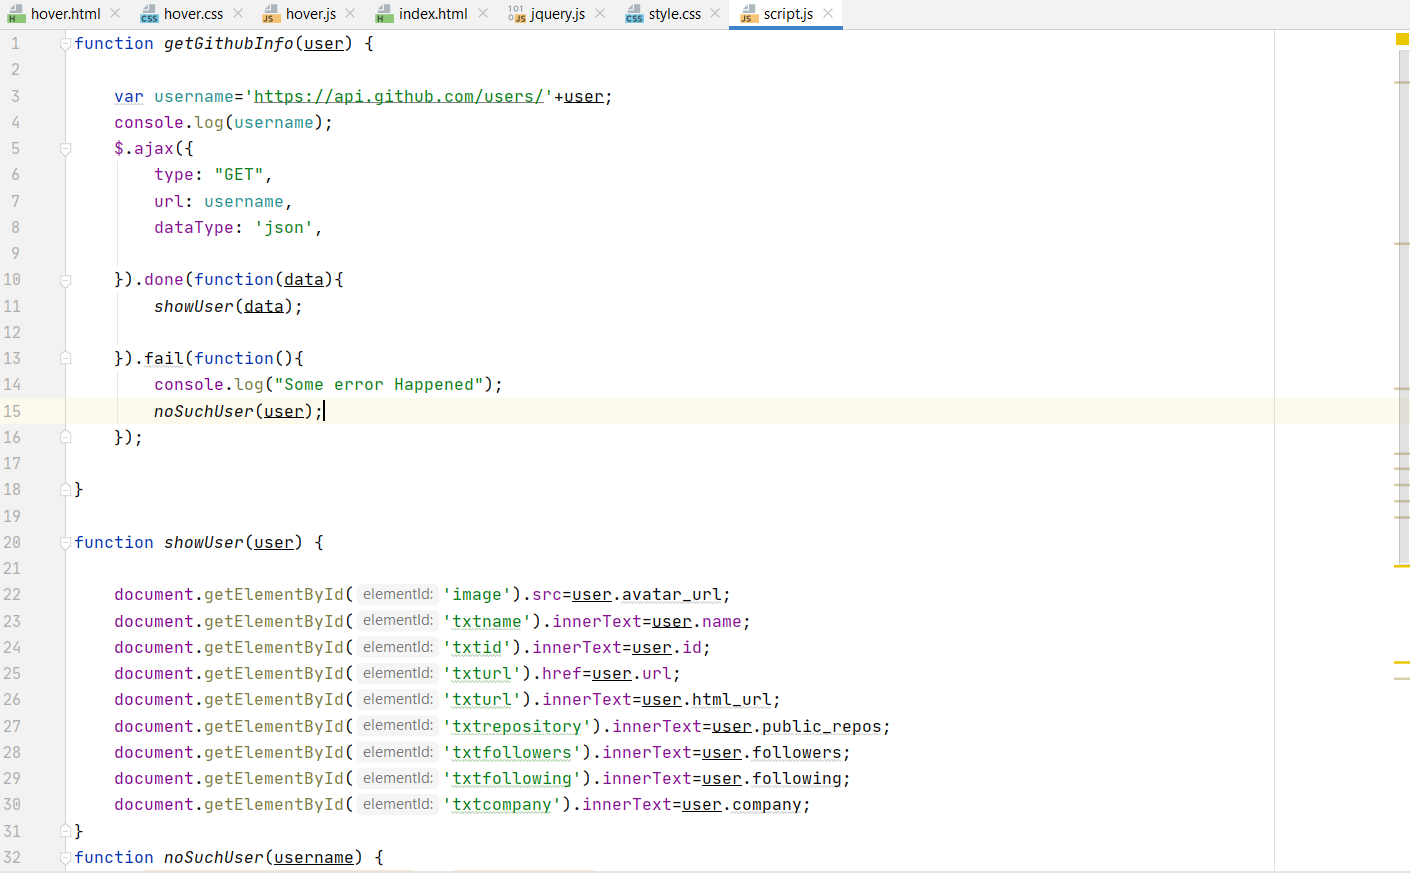 hover.html hover.css hover.js index.html jquery.js style.css script.js
1 function getGithubInfo(user) {
2
3 var username='https://api.github.com/users/'+user;
4 console.log(username);
5 $.ajax({
6 type: "GET",
7 url: username,
8 dataType: 'json',
9
10 }).done(function(data){
11 showUser(data);
12
13 }).fail(function(){
14 console.log("Some error Happened");
15 noSuchUser(user);
16 });
17
18 }
19
20 function showUser(user) {
21
22 document.getElementById( elementId: 'image').src=user.avatar_url;
23 document.getElementById( elementId: 'txtname').innerText=user.name;
24 document.getElementById( elementId: 'txtid').innerText=user.id;
25 document.getElementById( elementId: 'txturl').href=user.url;
26 document.getElementById( elementId: 'txturl').innerText=user.html_url;
27 document.getElementById( elementId: 'txtrepository').innerText=user.public_repos;
28 document.getElementById( elementId: 'txtfollowers').innerText=user.followers;
29 document.getElementById( elementId: 'txtfollowing').innerText=user.following;
30 document.getElementById( elementId: 'txtcompany').innerText=user.company;
31 }
32 function noSuchUser(username) {